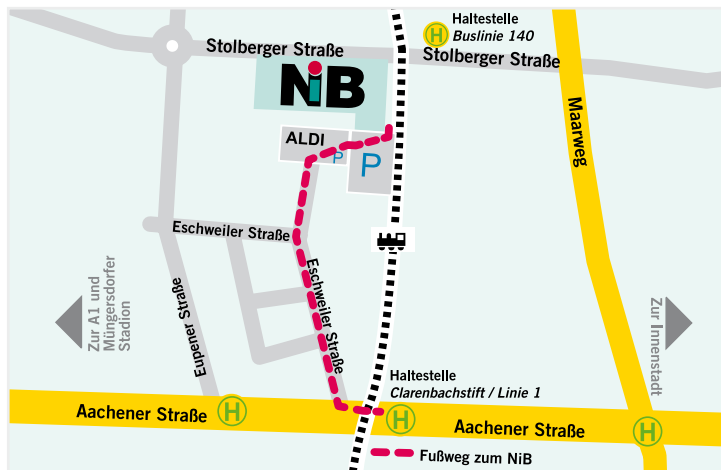 Haltestelle
Buslinie 140
Stolberger Straße
Stolberger Straße
NiB
Maarweg
ALDI
P
P
Eschweiler Straße
Eschweiler Straße
Eupener Straße
Zur A1 und
Müngersdorfer
Stadion
Zur Innenstadt
Haltestelle
Clarenbachstift / Linie 1
Aachener Straße
Aachener Straße
H
H
H
H
Fußweg zum NiB